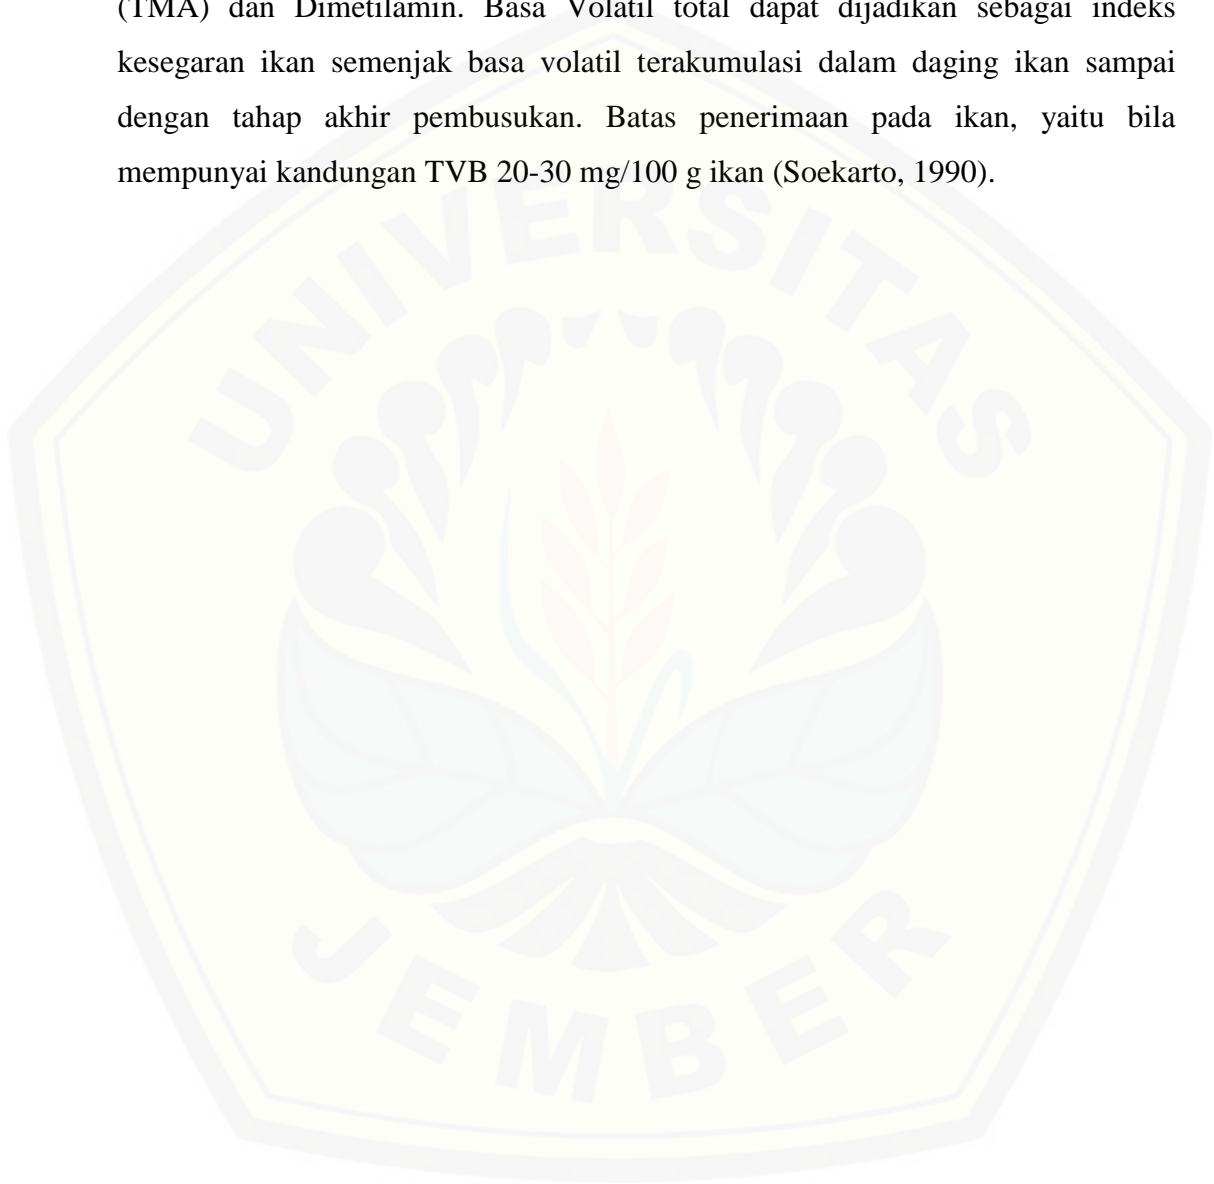 (TMA) dan Dimetilamin. Basa Volatil total dapat dijadikan sebagai indeks
kesegaran ikan semenjak basa volatil terakumulasi dalam daging ikan sampai
dengan tahap akhir pembusukan. Batas penerimaan pada ikan, yaitu bila
mempunyai kandungan TVB 20-30 mg/100 g ikan (Soekarto, 1990).
UNIVERSITAS
JEMBER